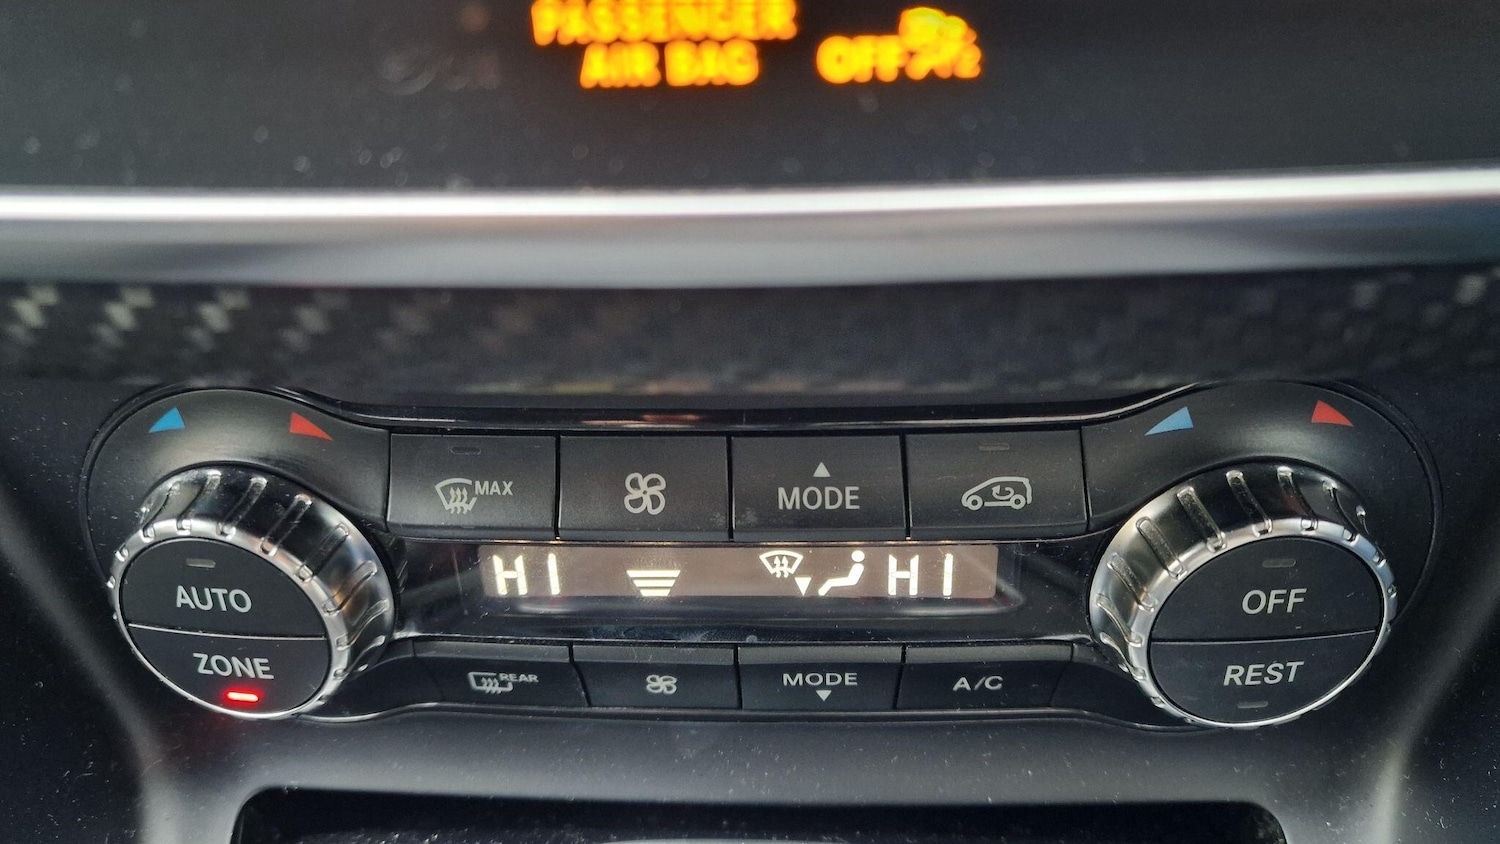 PASSENGER
AIR BAG OFF
MAX
MODE
AUTO
HI HI
OFF
ZONE
REAR
MODE
A/C
REST